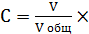 C = V / V общ ×